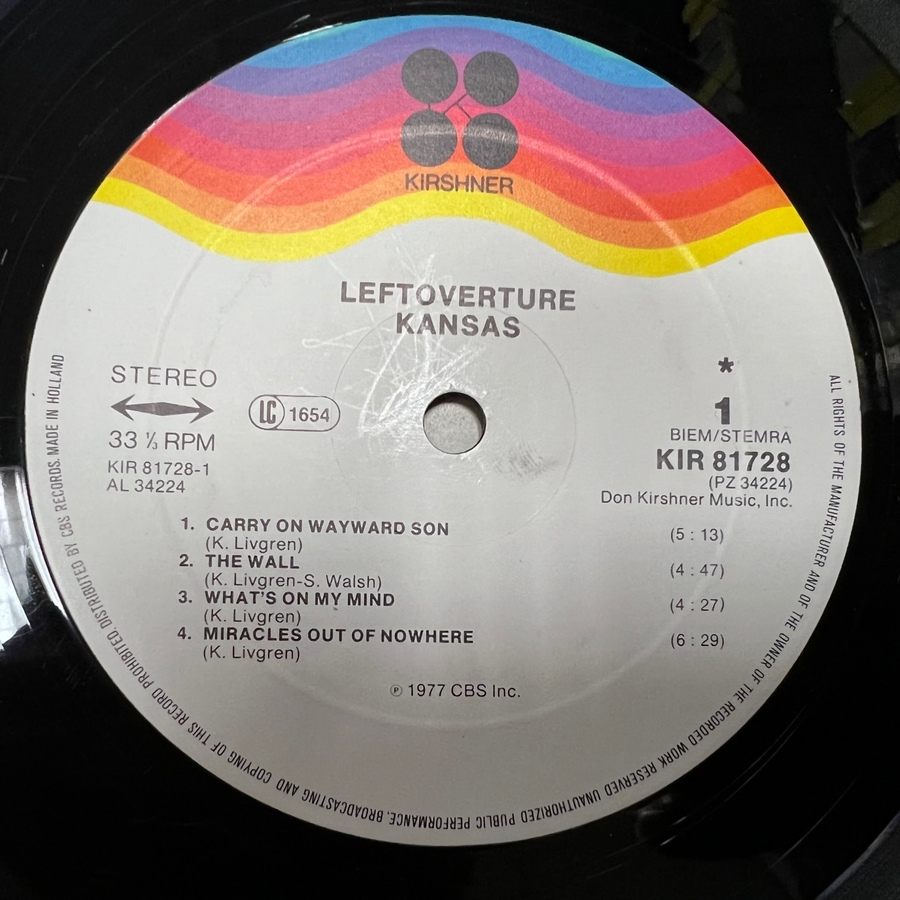 KIRSHNER
LEFTOVERTURE
KANSAS
STEREO
33 ⅓ RPM
KIR 81728-1
AL 34224
LC 1654
*
1
BIEM/STEMRA
KIR 81728
(PZ 34224)
Don Kirshner Music, Inc.
1. CARRY ON WAYWARD SON (5 : 13)
(K. Livgren)
2. THE WALL (4 : 47)
(K. Livgren-S. Walsh)
3. WHAT'S ON MY MIND (4 : 27)
(K. Livgren)
4. MIRACLES OUT OF NOWHERE (6 : 29)
(K. Livgren)
℗ 1977 CBS Inc.
ALL RIGHTS OF THE MANUFACTURER AND OF THE OWNER OF THE RECORDED WORK RESERVED UNAUTHORIZED PUBLIC PERFORMANCE, BROADCASTING AND COPYING OF THIS RECORD PROHIBITED. DISTRIBUTED BY CBS RECORDS. MADE IN HOLLAND